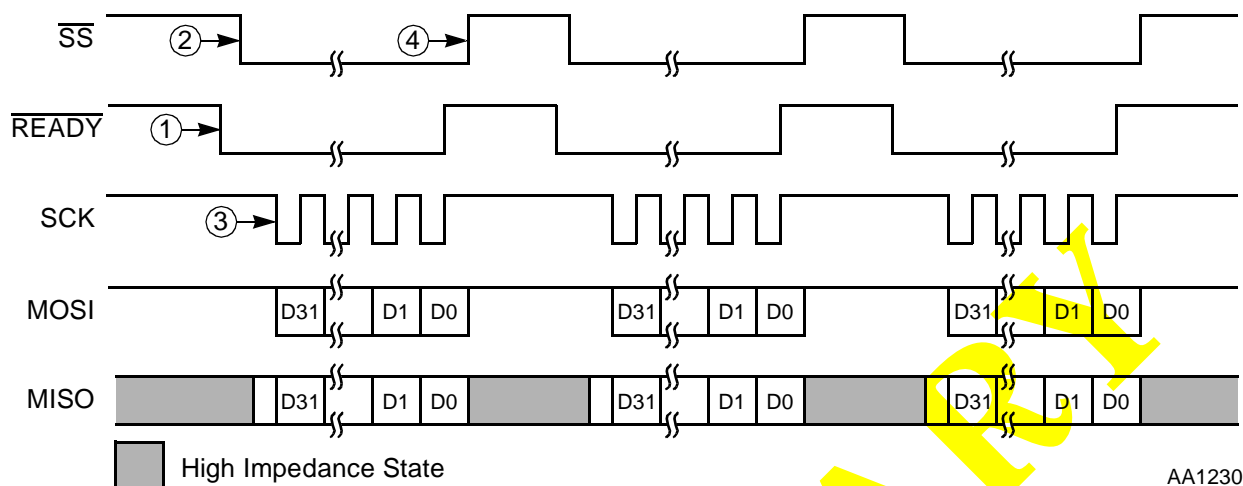 SS
② ④
READY
①
SCK
③
MOSI
D31 D1 D0 D31 D1 D0 D31 D1 D0
MISO
D31 D1 D0 D31 D1 D0 D31 D1 D0
High Impedance State
AA1230
ARY